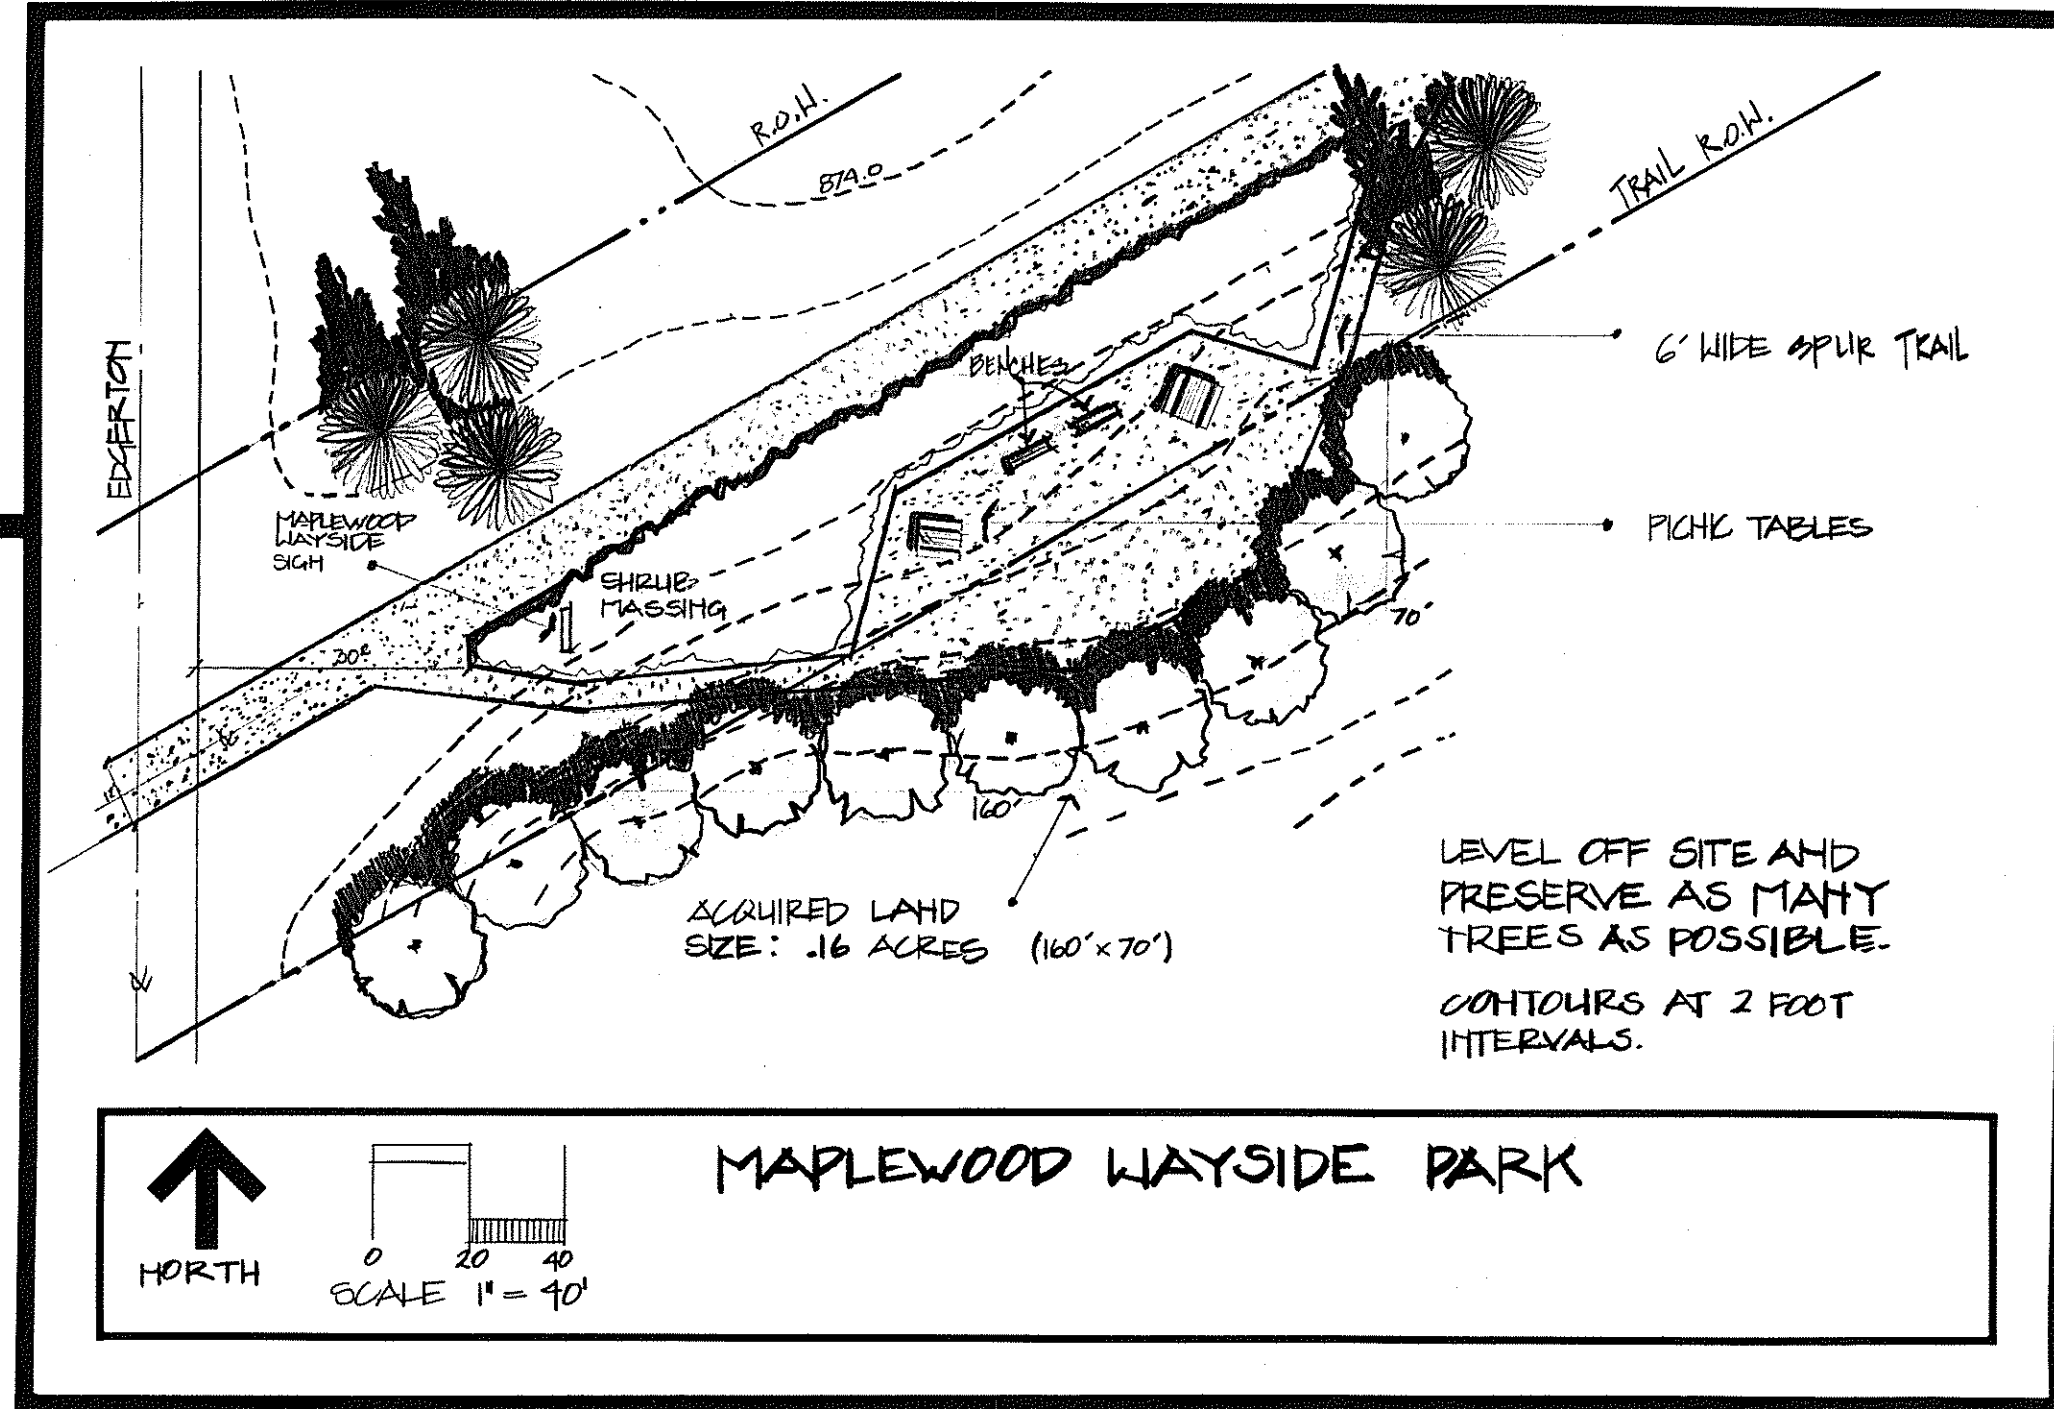 R.O.W.
874.0
TRAIL R.O.W.
EDGERTON
BENCHES
6' WIDE SPUR TRAIL
MAPLEWOOD
WAYSIDE
SIGN
PICNIC TABLES
SHRUB
MASSING
70'
160'
ACQUIRED LAND
SIZE: .16 ACRES (160' x 70')
LEVEL OFF SITE AND
PRESERVE AS MANY
TREES AS POSSIBLE.
CONTOURS AT 2 FOOT
INTERVALS.
NORTH
0 20 40
SCALE 1" = 40'
MAPLEWOOD WAYSIDE PARK